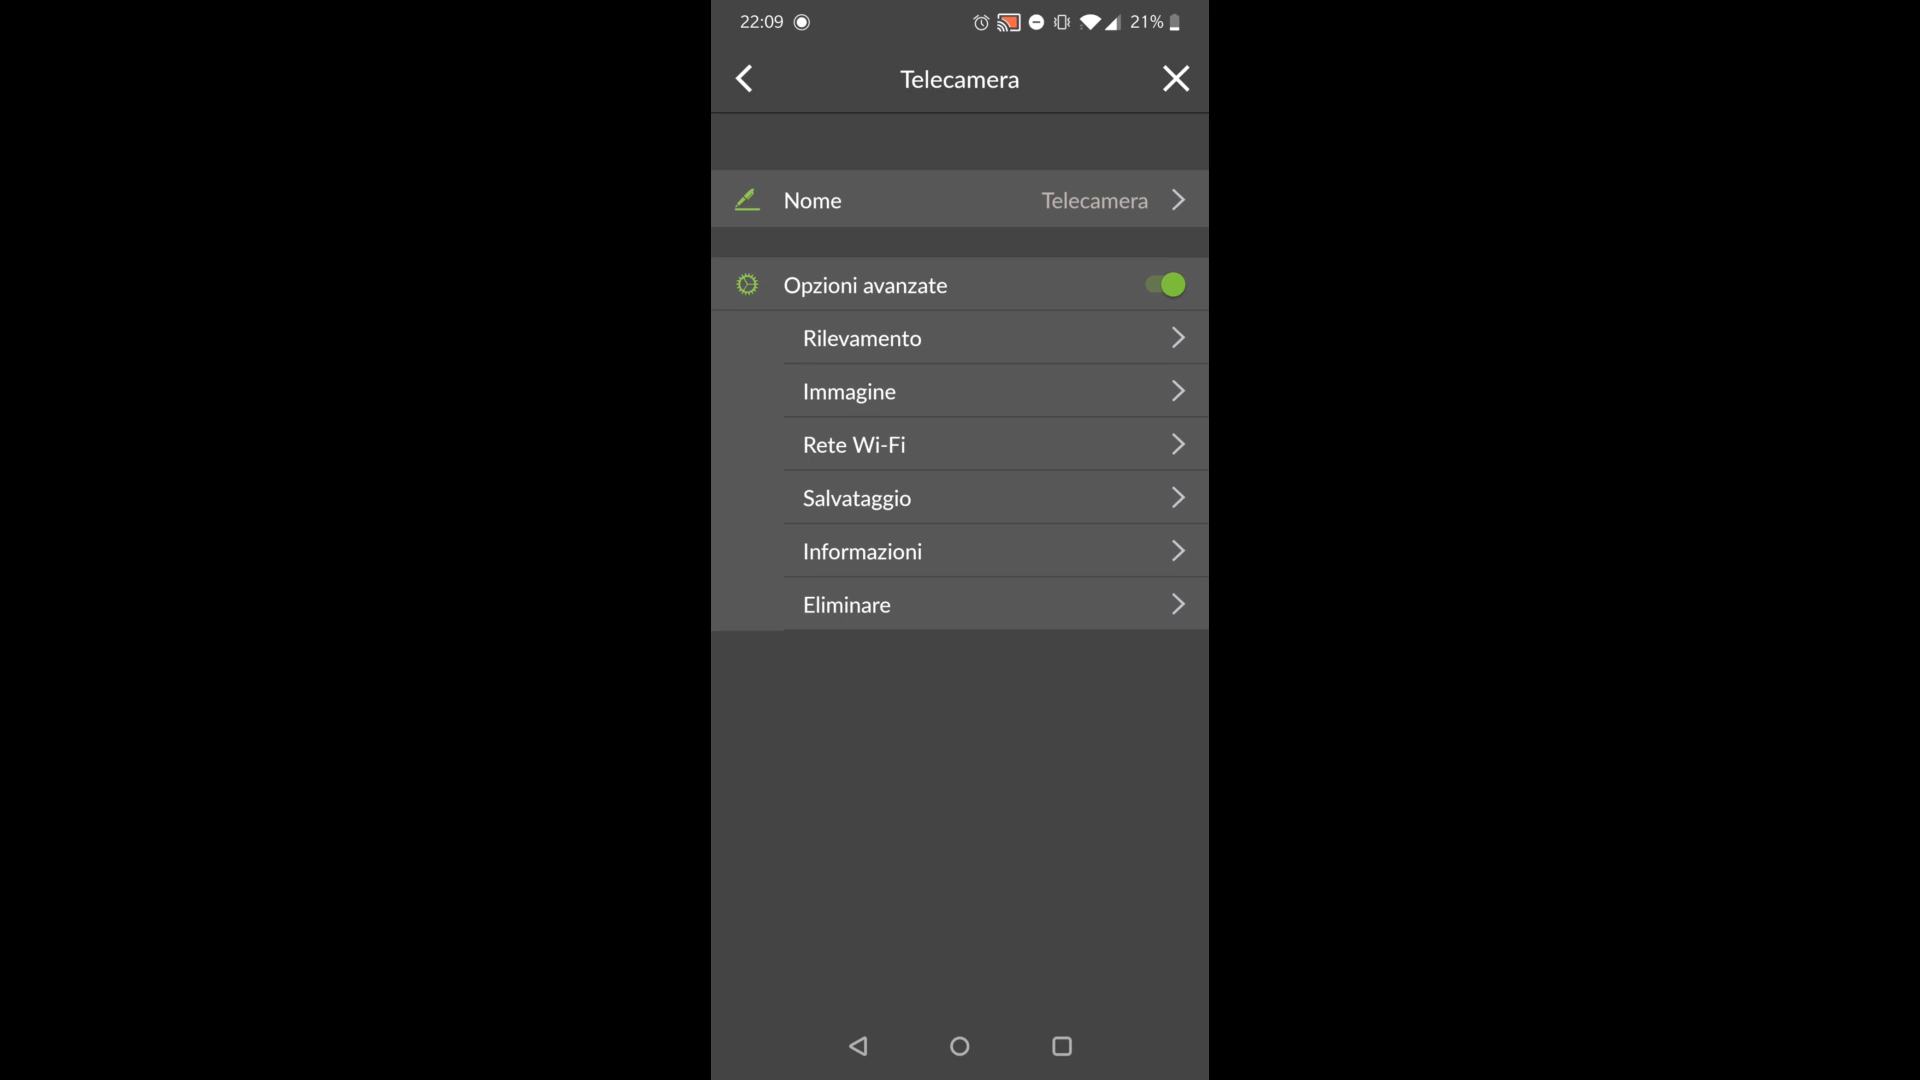 22:09 21%
Telecamera
Nome Telecamera
Opzioni avanzate
Rilevamento
Immagine
Rete Wi-Fi
Salvataggio
Informazioni
Eliminare